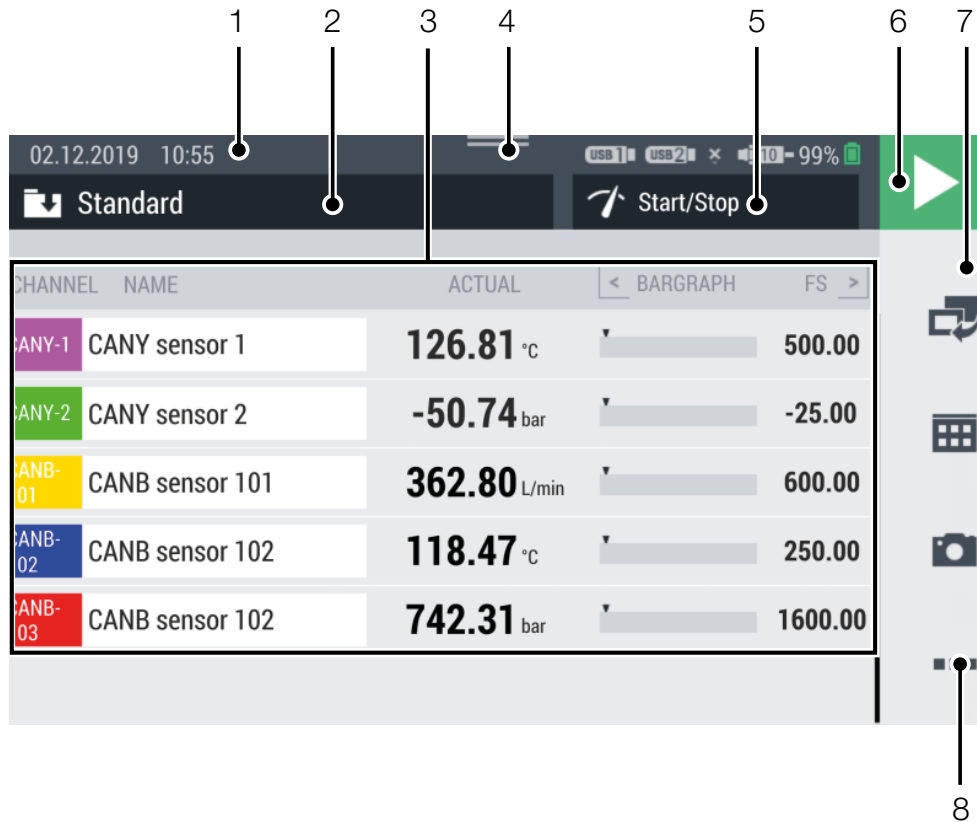 1 2 3 4 5 6 7
02.12.2019 10:55 USB 1 USB 2 10 99%
Standard Start/Stop
CHANNEL NAME ACTUAL < BARGRAPH FS >
CANY-1 CANY sensor 1 126.81 °C 500.00
CANY-2 CANY sensor 2 -50.74 bar -25.00
CANB-
01 CANB sensor 101 362.80 L/min 600.00
CANB-
02 CANB sensor 102 118.47 °C 250.00
CANB-
03 CANB sensor 102 742.31 bar 1600.00
8